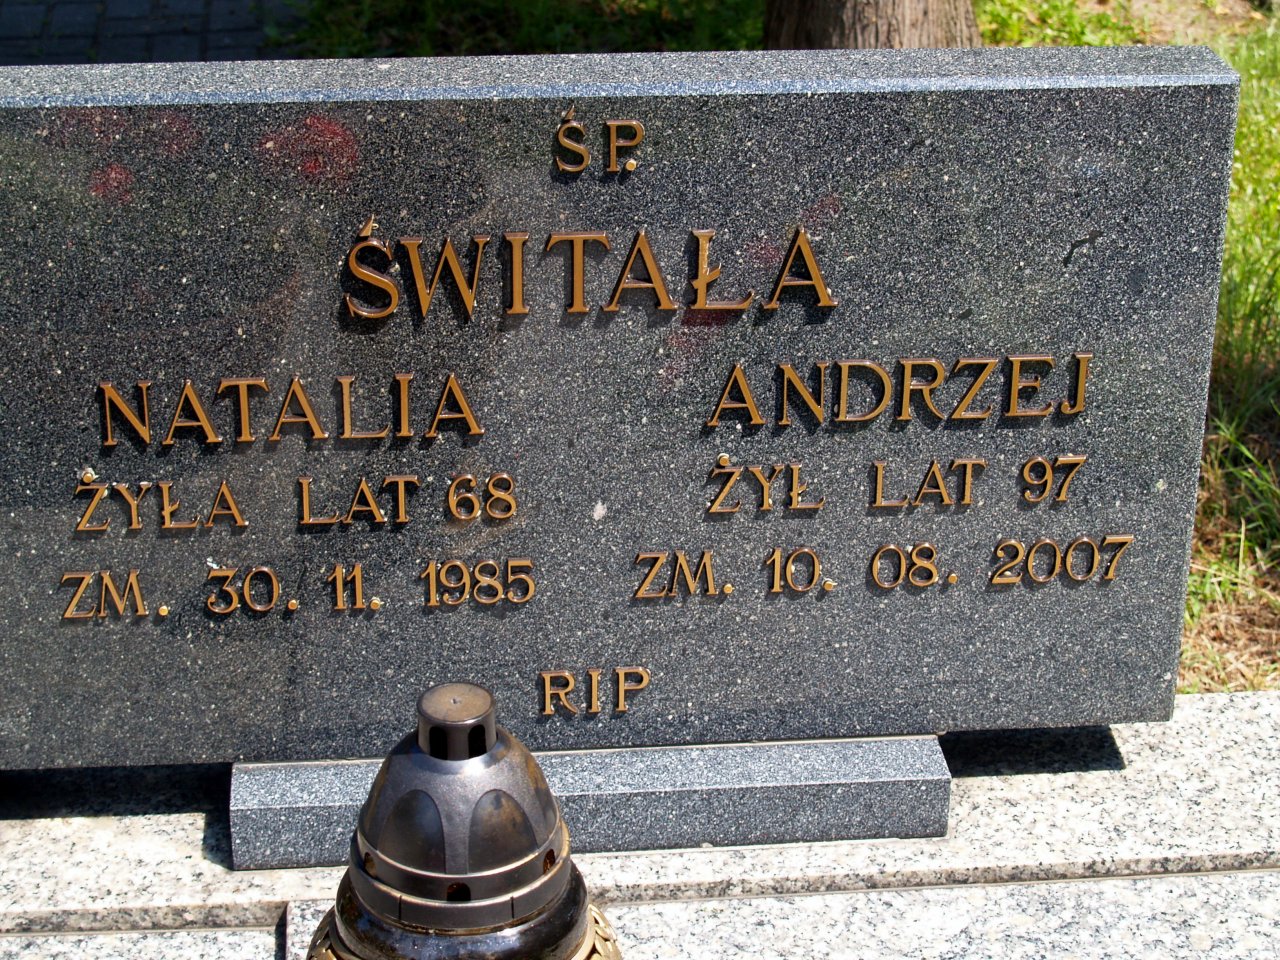 ŚP.
ŚWITAŁA
NATALIA
ŻYŁA LAT 68
ZM. 30. 11. 1985
ANDRZEJ
ŻYŁ LAT 97
ZM. 10. 08. 2007
RIP